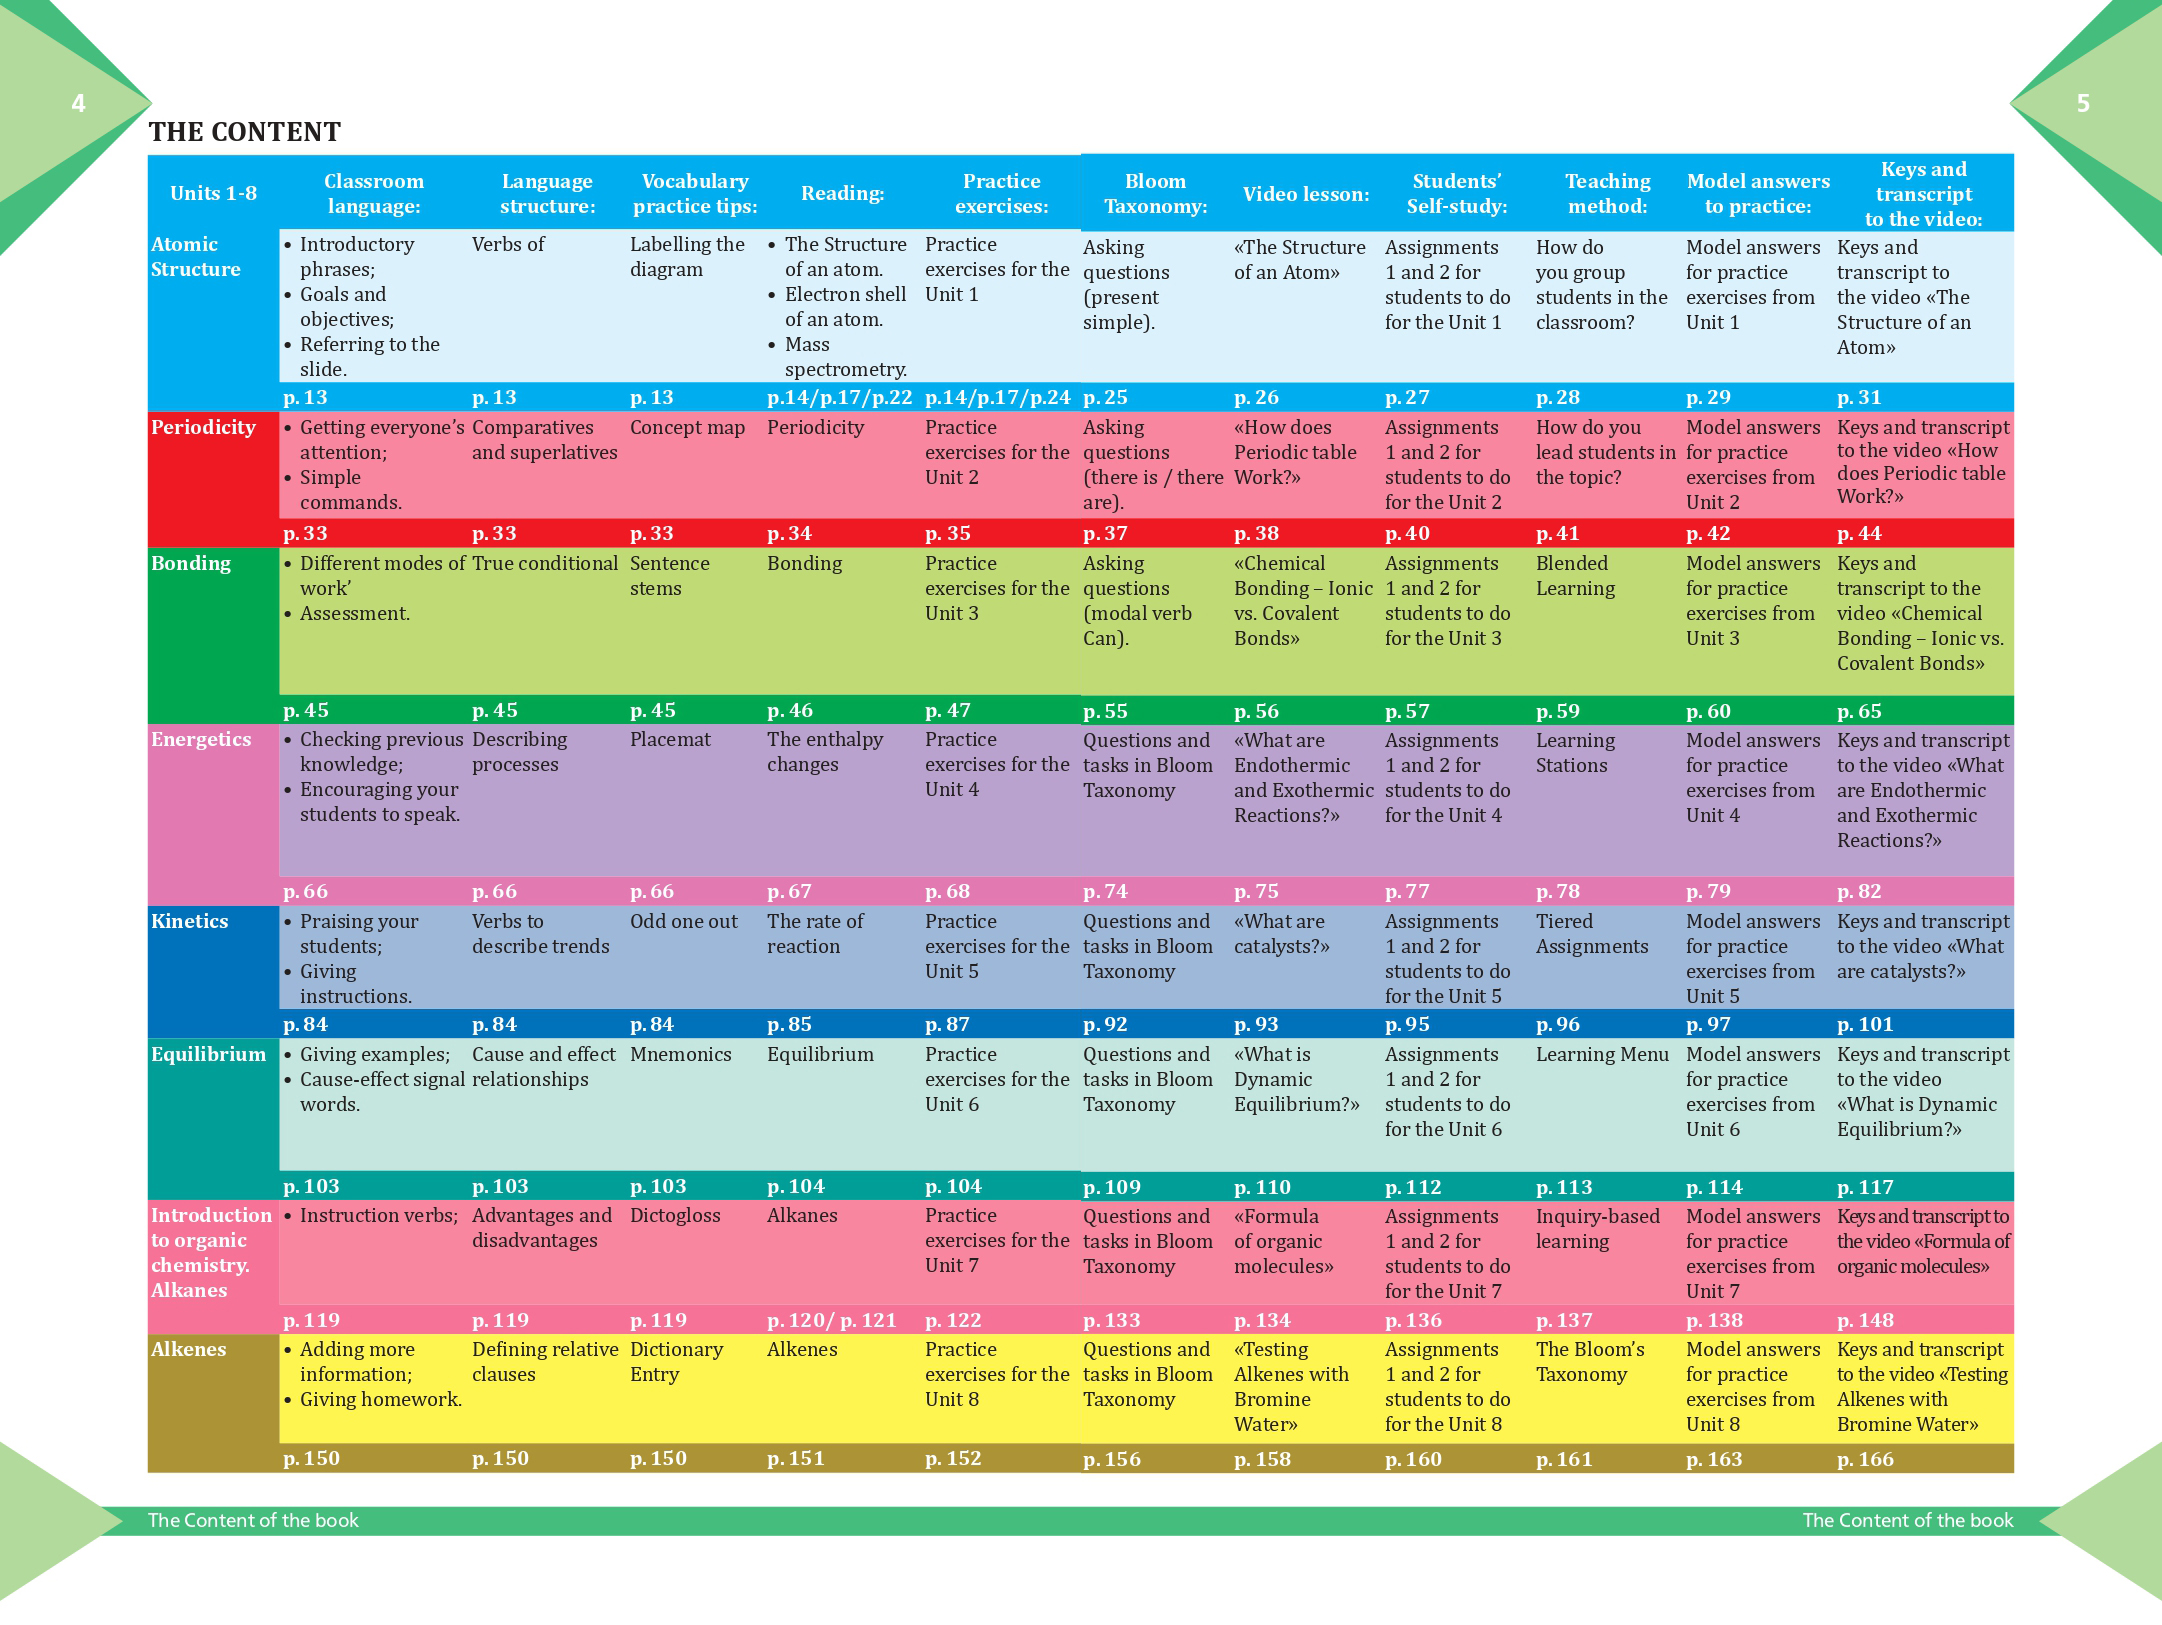 4
5
THE CONTENT
Units 1-8
Classroom
language:
Language
structure:
Vocabulary
practice tips:
Reading:
Practice
exercises:
Bloom
Taxonomy:
Video lesson:
Students’
Self-study:
Teaching
method:
Model answers
to practice:
Keys and
transcript
to the video:
Atomic
Structure
• Introductory
phrases;
• Goals and
objectives;
• Referring to the
slide.
Verbs of
Labelling the
diagram
• The Structure
of an atom.
• Electron shell
of an atom.
• Mass
spectrometry.
Practice
exercises for the
Unit 1
Asking
questions
(present
simple).
«The Structure
of an Atom»
Assignments
1 and 2 for
students to do
for the Unit 1
How do
you group
students in the
classroom?
Model answers
for practice
exercises from
Unit 1
Keys and
transcript to
the video «The
Structure of an
Atom»
p. 13
p. 13
p. 13
p.14/p.17/p.22
p.14/p.17/p.24
p. 25
p. 26
p. 27
p. 28
p. 29
p. 31
Periodicity
• Getting everyone’s
attention;
• Simple
commands.
Comparatives
and superlatives
Concept map
Periodicity
Practice
exercises for the
Unit 2
Asking
questions
(there is / there
are).
«How does
Periodic table
Work?»
Assignments
1 and 2 for
students to do
for the Unit 2
How do you
lead students in
the topic?
Model answers
for practice
exercises from
Unit 2
Keys and transcript
to the video «How
does Periodic table
Work?»
p. 33
p. 33
p. 33
p. 34
p. 35
p. 37
p. 38
p. 40
p. 41
p. 42
p. 44
Bonding
• Different modes of
work’
• Assessment.
True conditional
Sentence
stems
Bonding
Practice
exercises for the
Unit 3
Asking
questions
(modal verb
Can).
«Chemical
Bonding – Ionic
vs. Covalent
Bonds»
Assignments
1 and 2 for
students to do
for the Unit 3
Blended
Learning
Model answers
for practice
exercises from
Unit 3
Keys and
transcript to the
video «Chemical
Bonding – Ionic vs.
Covalent Bonds»
p. 45
p. 45
p. 45
p. 46
p. 47
p. 55
p. 56
p. 57
p. 59
p. 60
p. 65
Energetics
• Checking previous
knowledge;
• Encouraging your
students to speak.
Describing
processes
Placemat
The enthalpy
changes
Practice
exercises for the
Unit 4
Questions and
tasks in Bloom
Taxonomy
«What are
Endothermic
and Exothermic
Reactions?»
Assignments
1 and 2 for
students to do
for the Unit 4
Learning
Stations
Model answers
for practice
exercises from
Unit 4
Keys and transcript
to the video «What
are Endothermic
and Exothermic
Reactions?»
p. 66
p. 66
p. 66
p. 67
p. 68
p. 74
p. 75
p. 77
p. 78
p. 79
p. 82
Kinetics
• Praising your
students;
• Giving
instructions.
Verbs to
describe trends
Odd one out
The rate of
reaction
Practice
exercises for the
Unit 5
Questions and
tasks in Bloom
Taxonomy
«What are
catalysts?»
Assignments
1 and 2 for
students to do
for the Unit 5
Tiered
Assignments
Model answers
for practice
exercises from
Unit 5
Keys and transcript
to the video «What
are catalysts?»
p. 84
p. 84
p. 84
p. 85
p. 87
p. 92
p. 93
p. 95
p. 96
p. 97
p. 101
Equilibrium
• Giving examples;
• Cause-effect signal
words.
Cause and effect
relationships
Mnemonics
Equilibrium
Practice
exercises for the
Unit 6
Questions and
tasks in Bloom
Taxonomy
«What is
Dynamic
Equilibrium?»
Assignments
1 and 2 for
students to do
for the Unit 6
Learning Menu
Model answers
for practice
exercises from
Unit 6
Keys and transcript
to the video
«What is Dynamic
Equilibrium?»
p. 103
p. 103
p. 103
p. 104
p. 104
p. 109
p. 110
p. 112
p. 113
p. 114
p. 117
Introduction
to organic
chemistry.
Alkanes
• Instruction verbs;
Advantages and
disadvantages
Dictogloss
Alkanes
Practice
exercises for the
Unit 7
Questions and
tasks in Bloom
Taxonomy
«Formula
of organic
molecules»
Assignments
1 and 2 for
students to do
for the Unit 7
Inquiry-based
learning
Model answers
for practice
exercises from
Unit 7
Keys and transcript to
the video «Formula of
organic molecules»
p. 119
p. 119
p. 119
p. 120/ p. 121
p. 122
p. 133
p. 134
p. 136
p. 137
p. 138
p. 148
Alkenes
• Adding more
information;
• Giving homework.
Defining relative
clauses
Dictionary
Entry
Alkenes
Practice
exercises for the
Unit 8
Questions and
tasks in Bloom
Taxonomy
«Testing
Alkenes with
Bromine
Water»
Assignments
1 and 2 for
students to do
for the Unit 8
The Bloom’s
Taxonomy
Model answers
for practice
exercises from
Unit 8
Keys and transcript
to the video «Testing
Alkenes with
Bromine Water»
p. 150
p. 150
p. 150
p. 151
p. 152
p. 156
p. 158
p. 160
p. 161
p. 163
p. 166
The Content of the book
The Content of the book